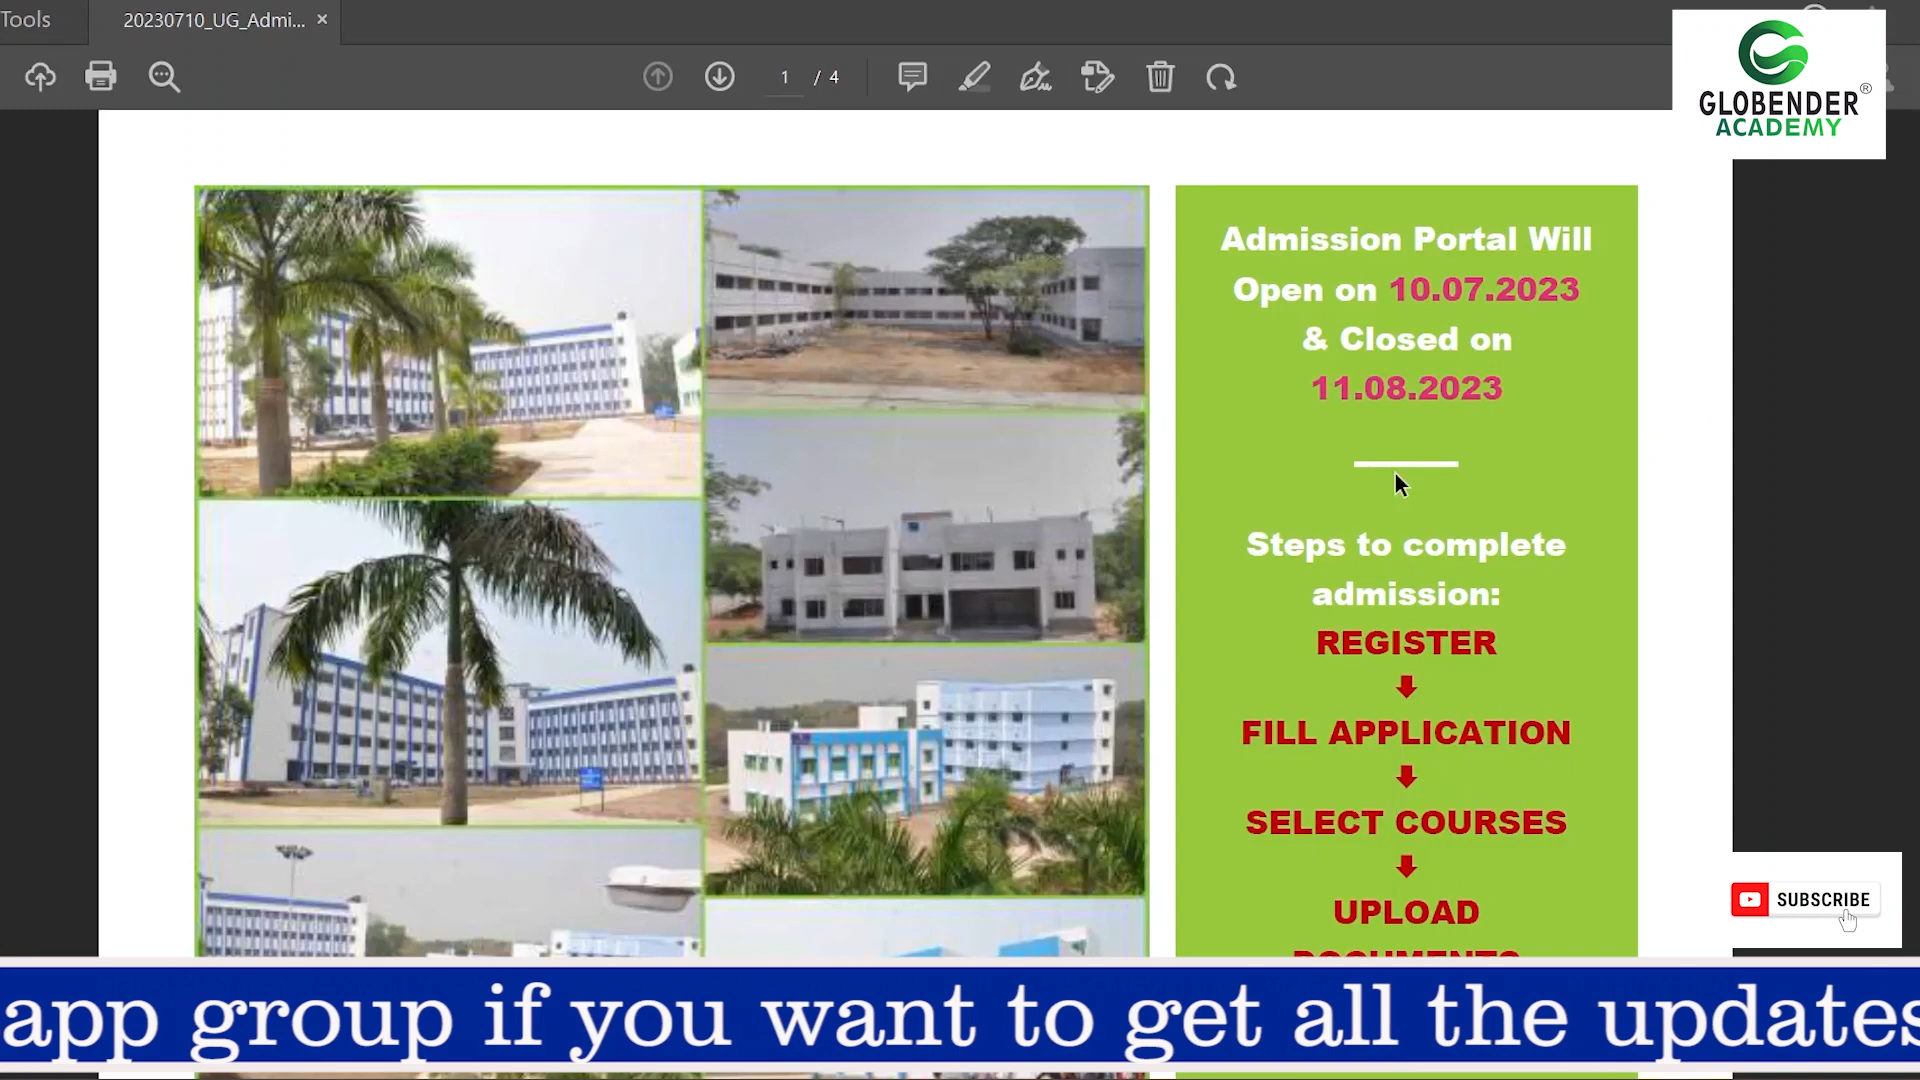 Tools
20230710_UG_Admi... ×
1 / 4
GLOBENDER®
ACADEMY
Admission Portal Will
Open on 10.07.2023
& Closed on
11.08.2023
Steps to complete
admission:
REGISTER
FILL APPLICATION
SELECT COURSES
UPLOAD
DOCUMENTS
SUBSCRIBE
app group if you want to get all the updates